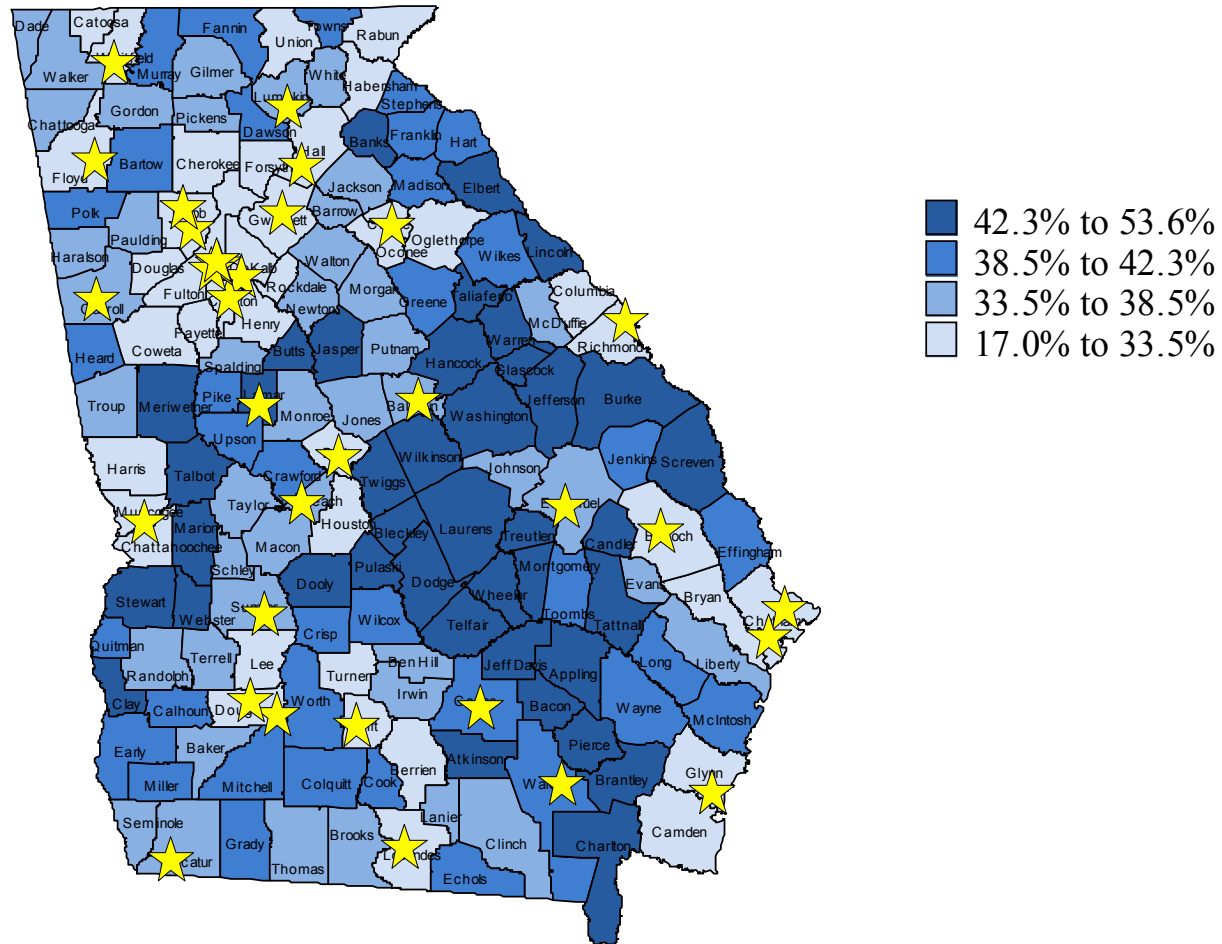 Dade
Catoosa
Fannin
Towns
Union
Rabun
Walker
Murray
Gilmer
White
Habersham
Stephens
Lumpkin
Chattooga
Gordon
Pickens
Dawson
Banks
Franklin
Hart
Hall
Floyd
Bartow
Cherokee
Jackson
Madison
Elbert
Polk
Paulding
Barrow
Oglethorpe
Oconee
Wilkes
Lincoln
Haralson
Douglas
Walton
Fulton
Rockdale
Newton
Morgan
Greene
Taliaferro
Columbia
McDuffie
Richmond
Henry
Fayette
Coweta
Heard
Spalding
Butts
Jasper
Putnam
Hancock
Warren
Glascock
Jefferson
Burke
Troup
Meriwether
Pike
Monroe
Jones
Washington
Upson
Harris
Talbot
Crawford
Twiggs
Wilkinson
Johnson
Jenkins
Screven
Taylor
Muscogee
Chattahoochee
Marion
Macon
Houston
Bleckley
Laurens
Treutlen
Candler
Effingham
Schley
Dooly
Pulaski
Dodge
Montgomery
Wheeler
Evans
Bryan
Stewart
Webster
Toombs
Tattnall
Quitman
Crisp
Wilcox
Telfair
Randolph
Terrell
Lee
Turner
Ben Hill
Jeff Davis
Appling
Long
Liberty
Irwin
Clay
Calhoun
Worth
Bacon
Wayne
McIntosh
Early
Baker
Pierce
Miller
Mitchell
Colquitt
Cook
Berrien
Atkinson
Brantley
Glynn
Seminole
Grady
Thomas
Brooks
Lanier
Clinch
Charlton
Camden
Echols
42.3% to 53.6%
38.5% to 42.3%
33.5% to 38.5%
17.0% to 33.5%